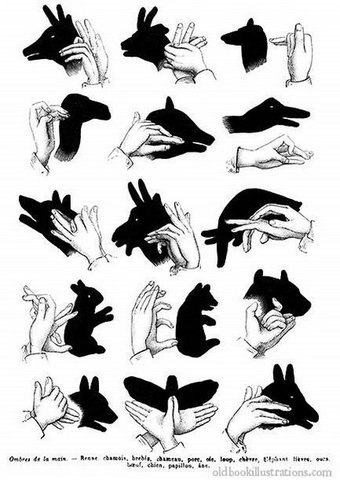 Ombres de la main. — Renne chamois, brebis, chameau, porc, oie, loup, chèvre, Eléphant lièvre, ours,
bœuf, chien, papillon, âne.
oldbookillustrations.com